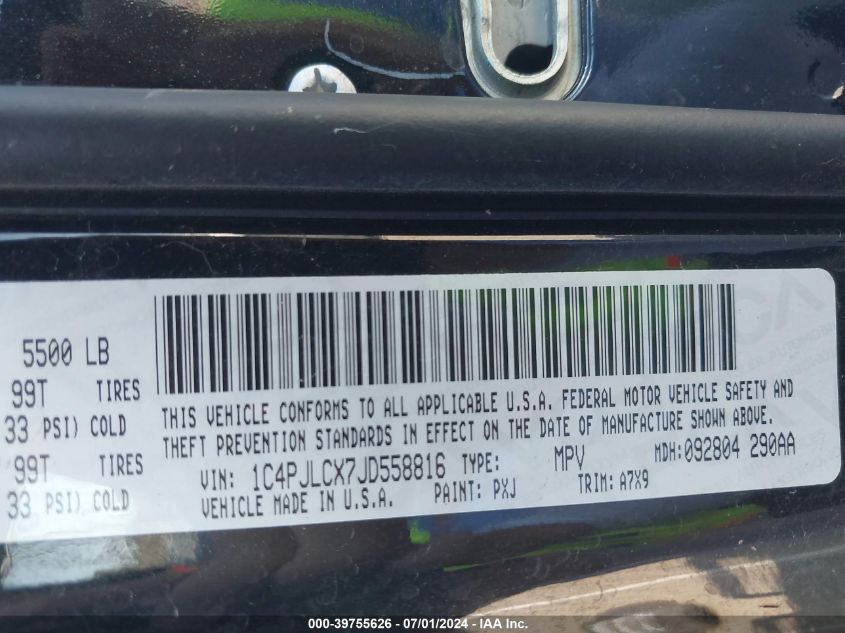 5500 LB
99T TIRES
33 PSI) COLD
99T TIRES
33 PSI) COLD
THIS VEHICLE CONFORMS TO ALL APPLICABLE U.S.A. FEDERAL MOTOR VEHICLE SAFETY AND
THEFT PREVENTION STANDARDS IN EFFECT ON THE DATE OF MANUFACTURE SHOWN ABOVE.
VIN: 1C4PJLCX7JD558816 TYPE: MPV MDH:092804 290AA
VEHICLE MADE IN U.S.A. PAINT: PXJ TRIM: A7X9
000-39755626 - 07/01/2024 - IAA Inc.